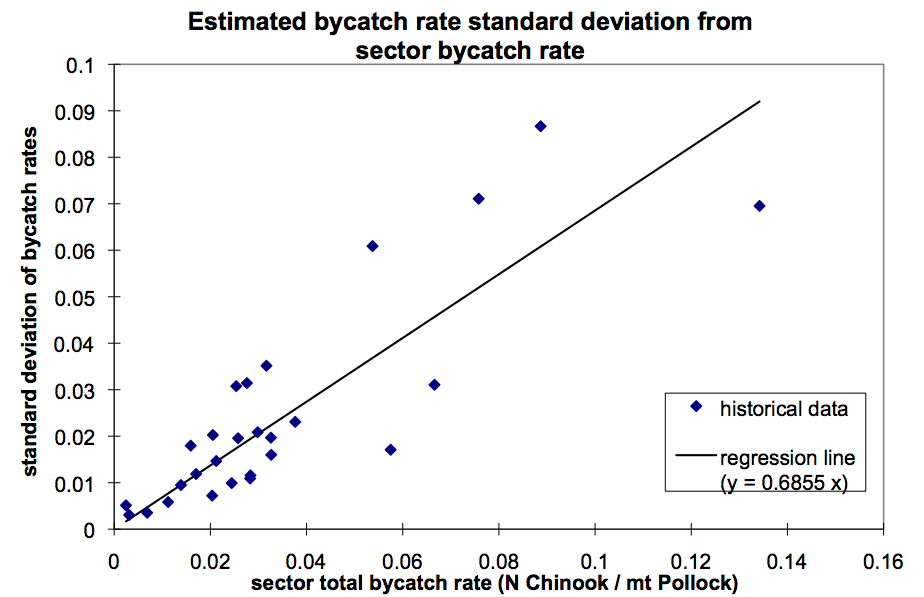 Estimated bycatch rate standard deviation from
sector bycatch rate
standard deviation of bycatch rates
0.1
0.09
0.08
0.07
0.06
0.05
0.04
0.03
0.02
0.01
0
historical data
regression line
(y = 0.6855 x)
0 0.02 0.04 0.06 0.08 0.1 0.12 0.14 0.16
sector total bycatch rate (N Chinook / mt Pollock)